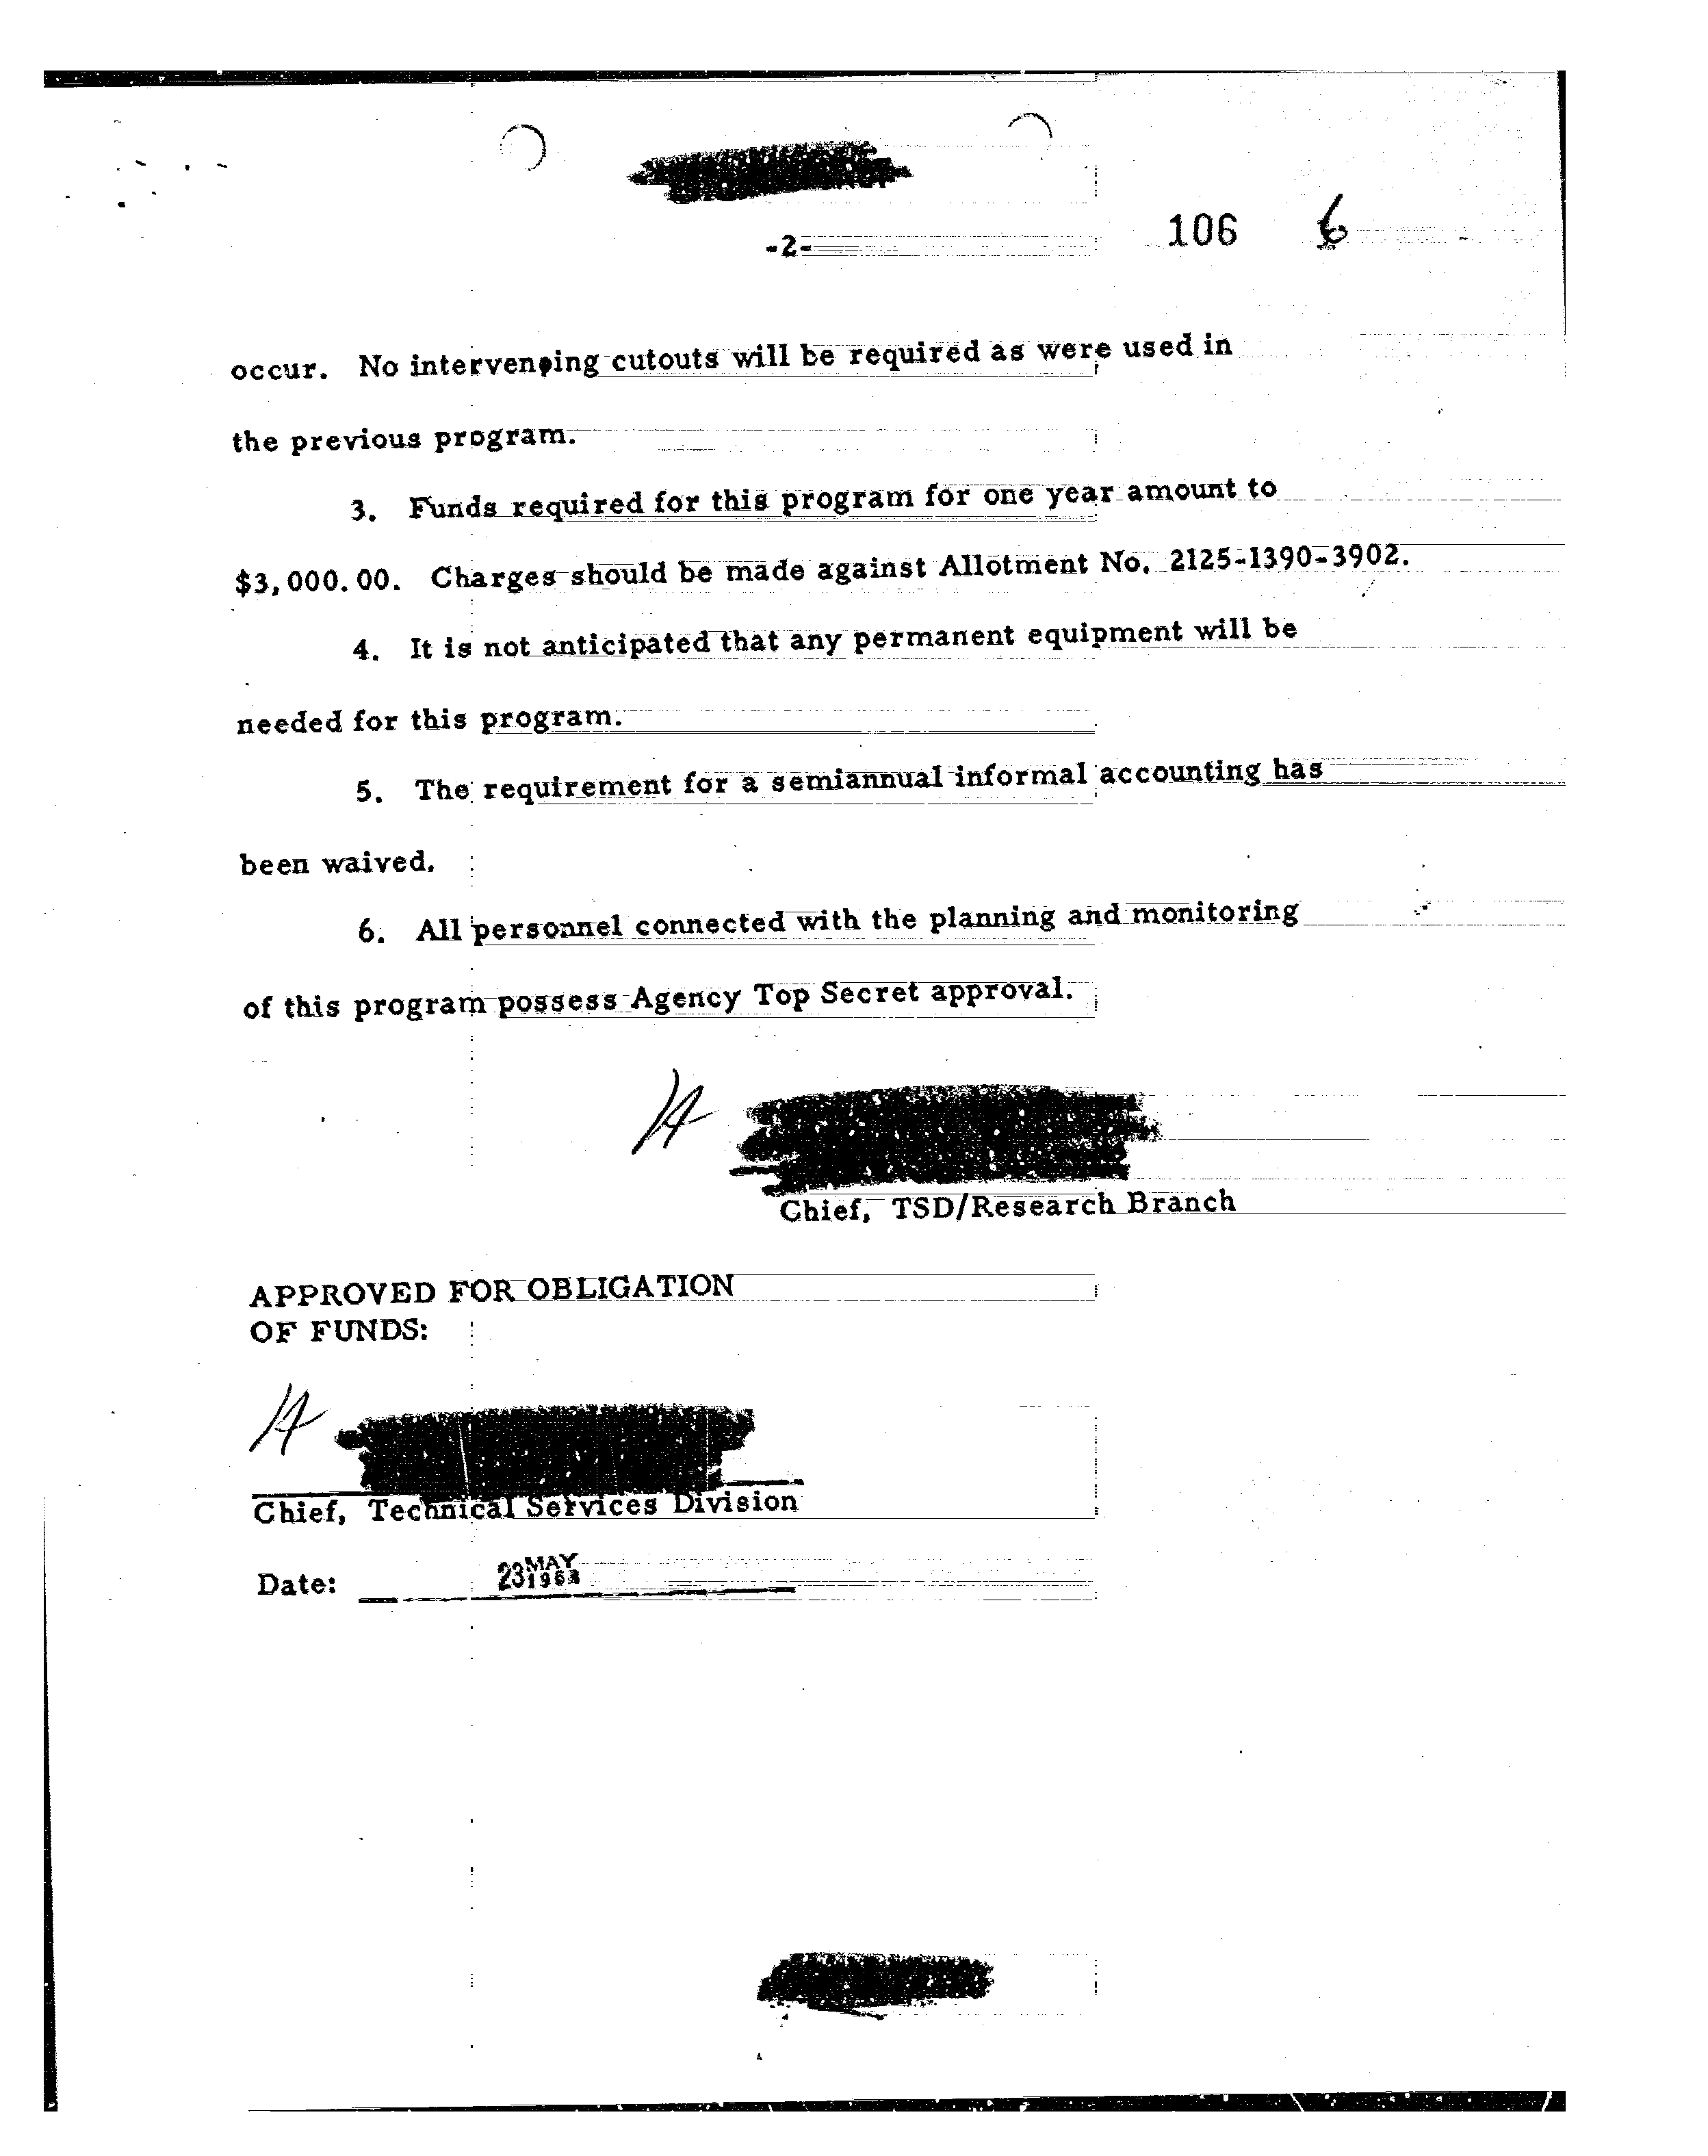 -2-
106 6
occur. No intervening cutouts will be required as were used in
the previous program.
3. Funds required for this program for one year amount to
$3,000.00. Charges should be made against Allotment No. 2125-1390-3902.
4. It is not anticipated that any permanent equipment will be
needed for this program.
5. The requirement for a semiannual informal accounting has
been waived.
6. All personnel connected with the planning and monitoring
of this program possess Agency Top Secret approval.
A
Chief, TSD/Research Branch
APPROVED FOR OBLIGATION
OF FUNDS:
A
Chief, Technical Services Division
Date: 23 MAY